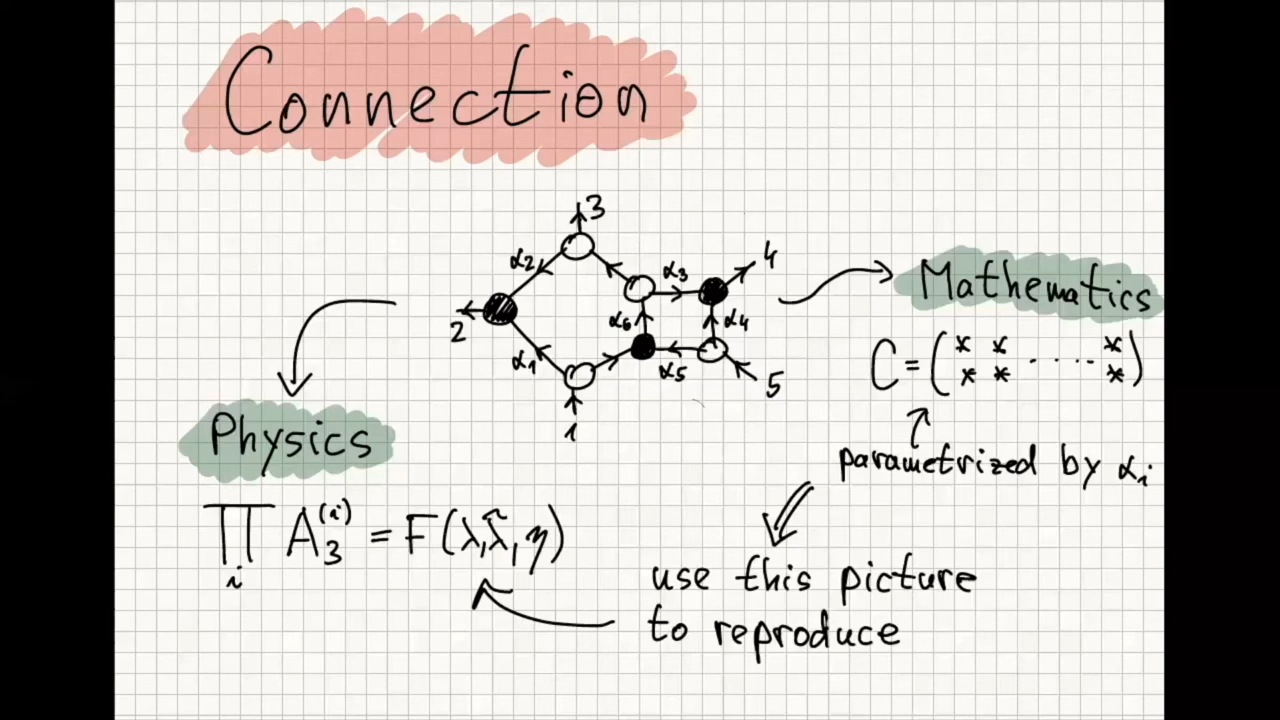 Connection
3
α2
α3
4
2
α6
α4
α1
α5
5
1
Mathematics
C = ( * * · · · · *
* * *)
parametrized by αi
Physics
∏i A3^(i) = F(λ, λ̃, η)
use this picture
to reproduce